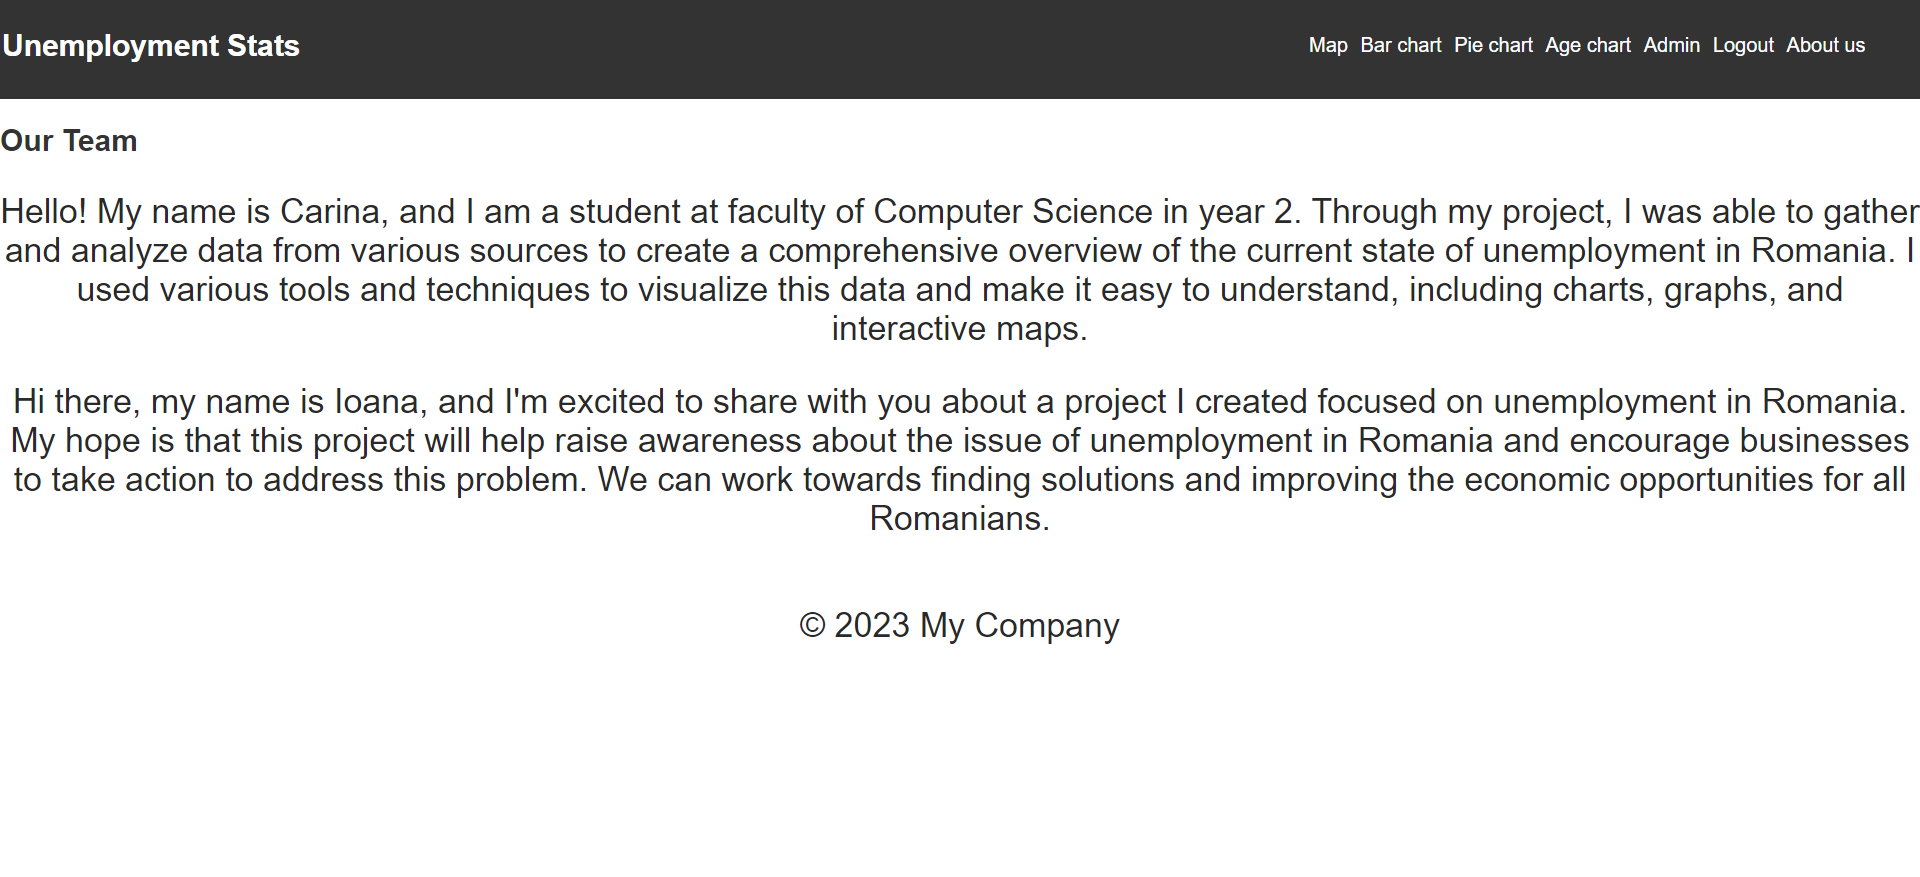 Unemployment Stats
Map Bar chart Pie chart Age chart Admin Logout About us
Our Team
Hello! My name is Carina, and I am a student at faculty of Computer Science in year 2. Through my project, I was able to gather
and analyze data from various sources to create a comprehensive overview of the current state of unemployment in Romania. I
used various tools and techniques to visualize this data and make it easy to understand, including charts, graphs, and
interactive maps.
Hi there, my name is Ioana, and I'm excited to share with you about a project I created focused on unemployment in Romania.
My hope is that this project will help raise awareness about the issue of unemployment in Romania and encourage businesses
to take action to address this problem. We can work towards finding solutions and improving the economic opportunities for all
Romanians.
© 2023 My Company